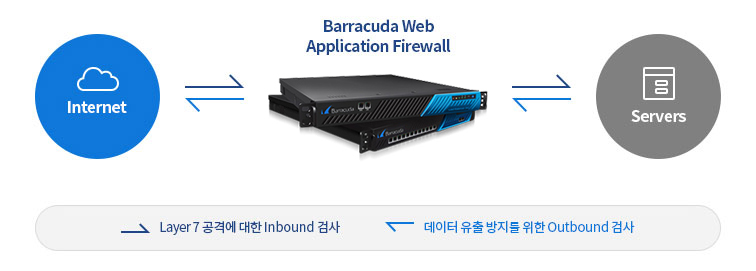 Barracuda Web
Application Firewall
Internet
Barracuda
Barracuda
Servers
Layer 7 공격에 대한 Inbound 검사
데이터 유출 방지를 위한 Outbound 검사